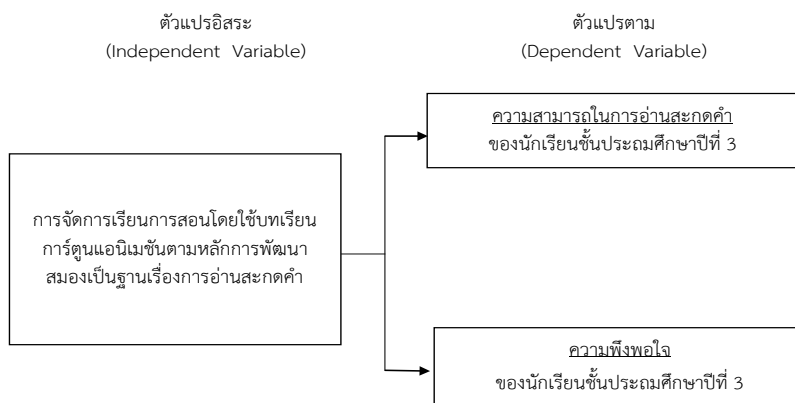 ตัวแปรอิสระ
(Independent Variable)
ตัวแปรตาม
(Dependent Variable)
การจัดการเรียนการสอนโดยใช้บทเรียน
การ์ตูนแอนิเมชันตามหลักการพัฒนา
สมองเป็นฐานเรื่องการอ่านสะกดคำ
ความสามารถในการอ่านสะกดคำ
ของนักเรียนชั้นประถมศึกษาปีที่ 3
ความพึงพอใจ
ของนักเรียนชั้นประถมศึกษาปีที่ 3